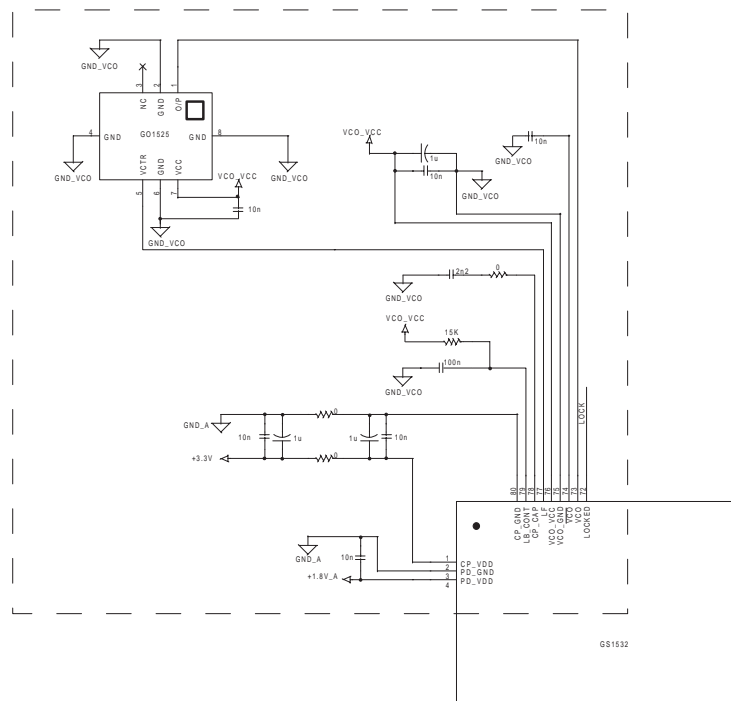 GND_VCO
3
2
1
NC
GND
O/P
4
GND
GO1525
GND
8
VCTR
GND
VCC
GND_VCO
GND_VCO
5
6
7
VCO_VCC
10n
GND_VCO
VCO_VCC
1u
10n
GND_VCO
10n
GND_VCO
2n2
0
GND_VCO
VCO_VCC
15K
100n
GND_VCO
LOCK
GND_A
10n
1u
0
1u
10n
+3.3V
0
80
79
78
77
76
75
74
73
72
CP_GND
LB_CONT
CP_CAP
LF
VCO_VCC
VCO_GND
VCO
VCO
LOCKED
GND_A
10n
+1.8V_A
1
CP_VDD
2
PD_GND
3
PD_VDD
4
GS1532